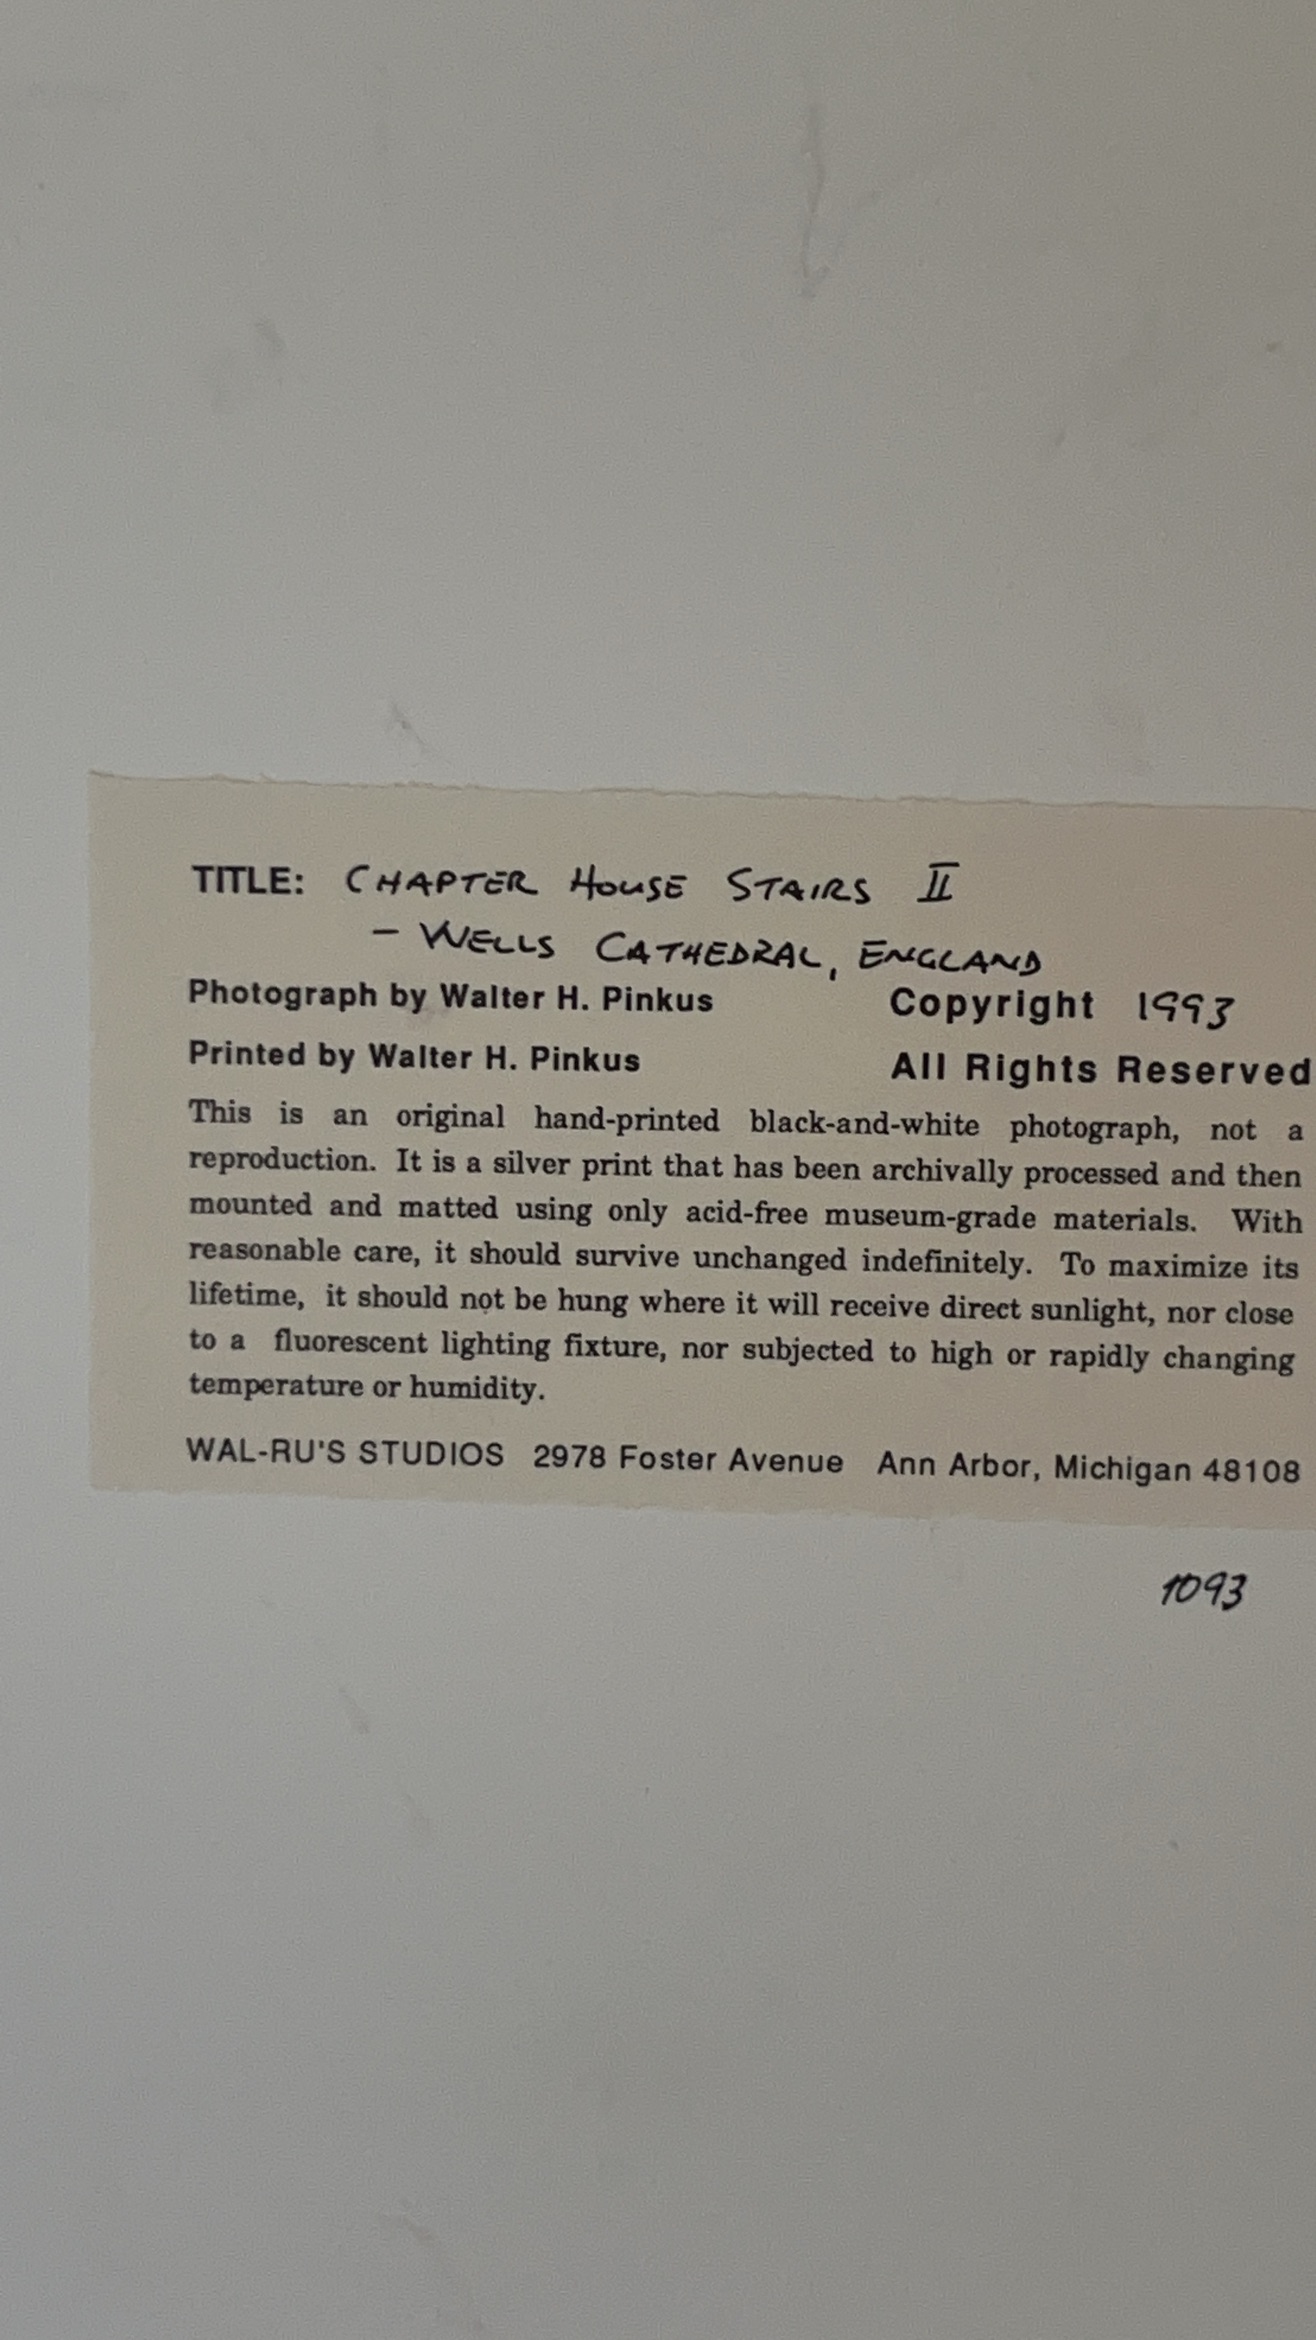 TITLE: CHAPTER HOUSE STAIRS II
- WELLS CATHEDRAL, ENGLAND
Photograph by Walter H. Pinkus Copyright 1993
Printed by Walter H. Pinkus All Rights Reserved
This is an original hand-printed black-and-white photograph, not a
reproduction. It is a silver print that has been archivally processed and then
mounted and matted using only acid-free museum-grade materials. With
reasonable care, it should survive unchanged indefinitely. To maximize its
lifetime, it should not be hung where it will receive direct sunlight, nor close
to a fluorescent lighting fixture, nor subjected to high or rapidly changing
temperature or humidity.
WAL-RU'S STUDIOS 2978 Foster Avenue Ann Arbor, Michigan 48108
1093